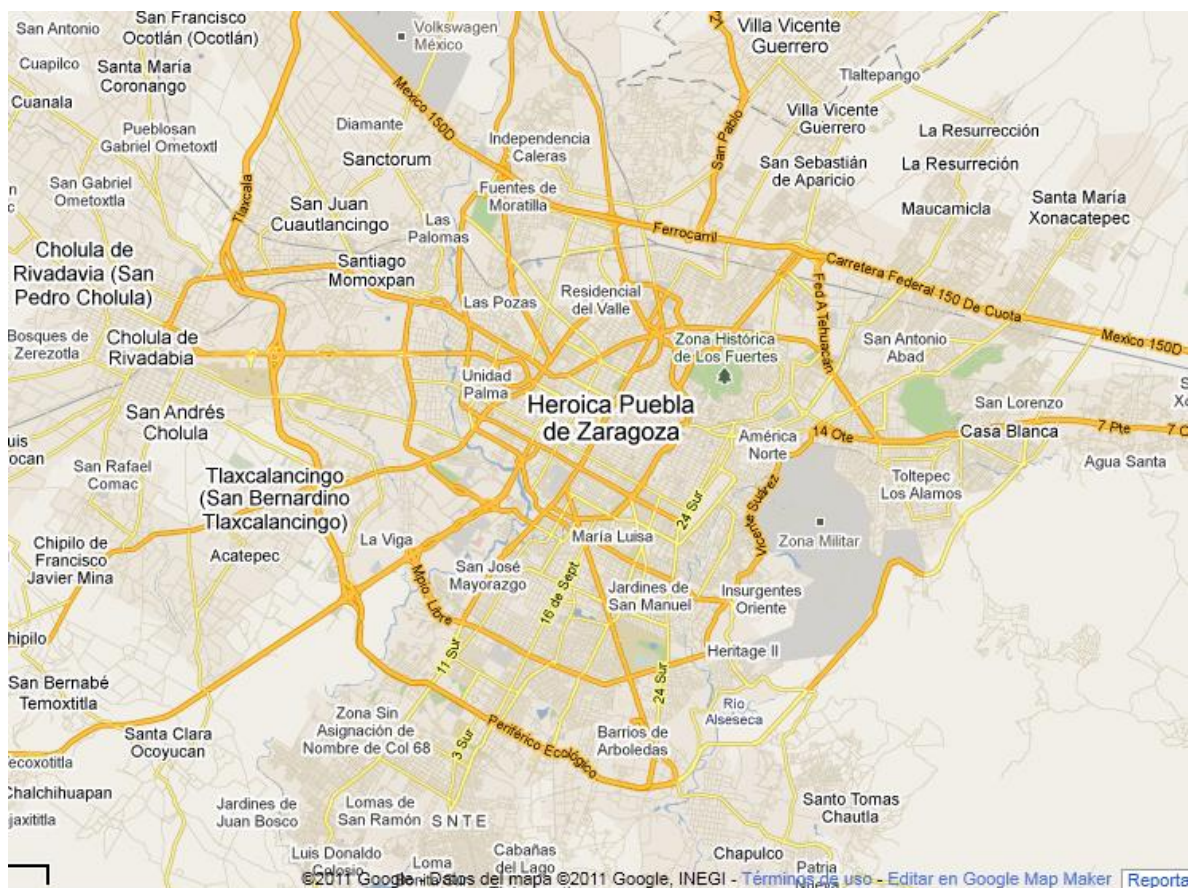 San Francisco
Ocotlán (Ocotlán)
San Antonio
Volkswagen
México
Villa Vicente
Guerrero
Cuapilco
Santa María
Coronango
Tlaltepango
Cuanala
Mexico 150D
Pueblosan
Gabriel Ometoxtl
Diamante
Independencia
Caleras
San Pablo
Villa Vicente
Guerrero
La Resurrección
Sanctorum
San Sebastián
de Aparicio
La Resurreción
San Gabriel
Ometoxtla
Tlaxcala
San Juan
Cuautlancingo
Fuentes de
Moratilla
Maucamicla
Santa María
Xonacatepec
Las
Palomas
Ferrocarril
Cholula de
Rivadavia (San
Pedro Cholula)
Santiago
Momoxpan
Carretera Federal 150 De Cuota
Las Pozas
Residencial
del Valle
Fed A Tehuacan
Mexico 150D
Bosques de
Zerezotla
Cholula de
Rivadabia
Zona Histórica
de Los Fuertes
San Antonio
Abad
Unidad
Palma
San Andrés
Cholula
Heroica Puebla
de Zaragoza
San Lorenzo
América
Norte
14 Ote
Casa Blanca
7 Pte
San Rafael
Comac
Tlaxcalancingo
(San Bernardino
Tlaxcalancingo)
Agua Santa
Toltepec
Los Alamos
24 Sur
Vicente Suárez
Zona Militar
Chipilo de
Francisco
Javier Mina
Acatepec
La Viga
María Luisa
San José
Mayorazgo
16 de Sept
Jardines de
San Manuel
Insurgentes
Oriente
Mpio. Libre
11 Sur
Heritage II
24 Sur
San Bernabé
Temoxtitla
Zona Sin
Asignación de
Nombre de Col 68
Rio
Alseseca
Santa Clara
Ocoyucan
3 Sur
Periférico Ecológico
Barrios de
Arboledas
Jardines de
Juan Bosco
Lomas de
San Ramón
S N T E
Santo Tomas
Chautla
Luis Donaldo
Colosio
Loma
Cabañas
del Lago
Chapulco
Patria
©2011 Google - Datos del mapa ©2011 Google, INEGI - Términos de uso - Editar en Google Map Maker